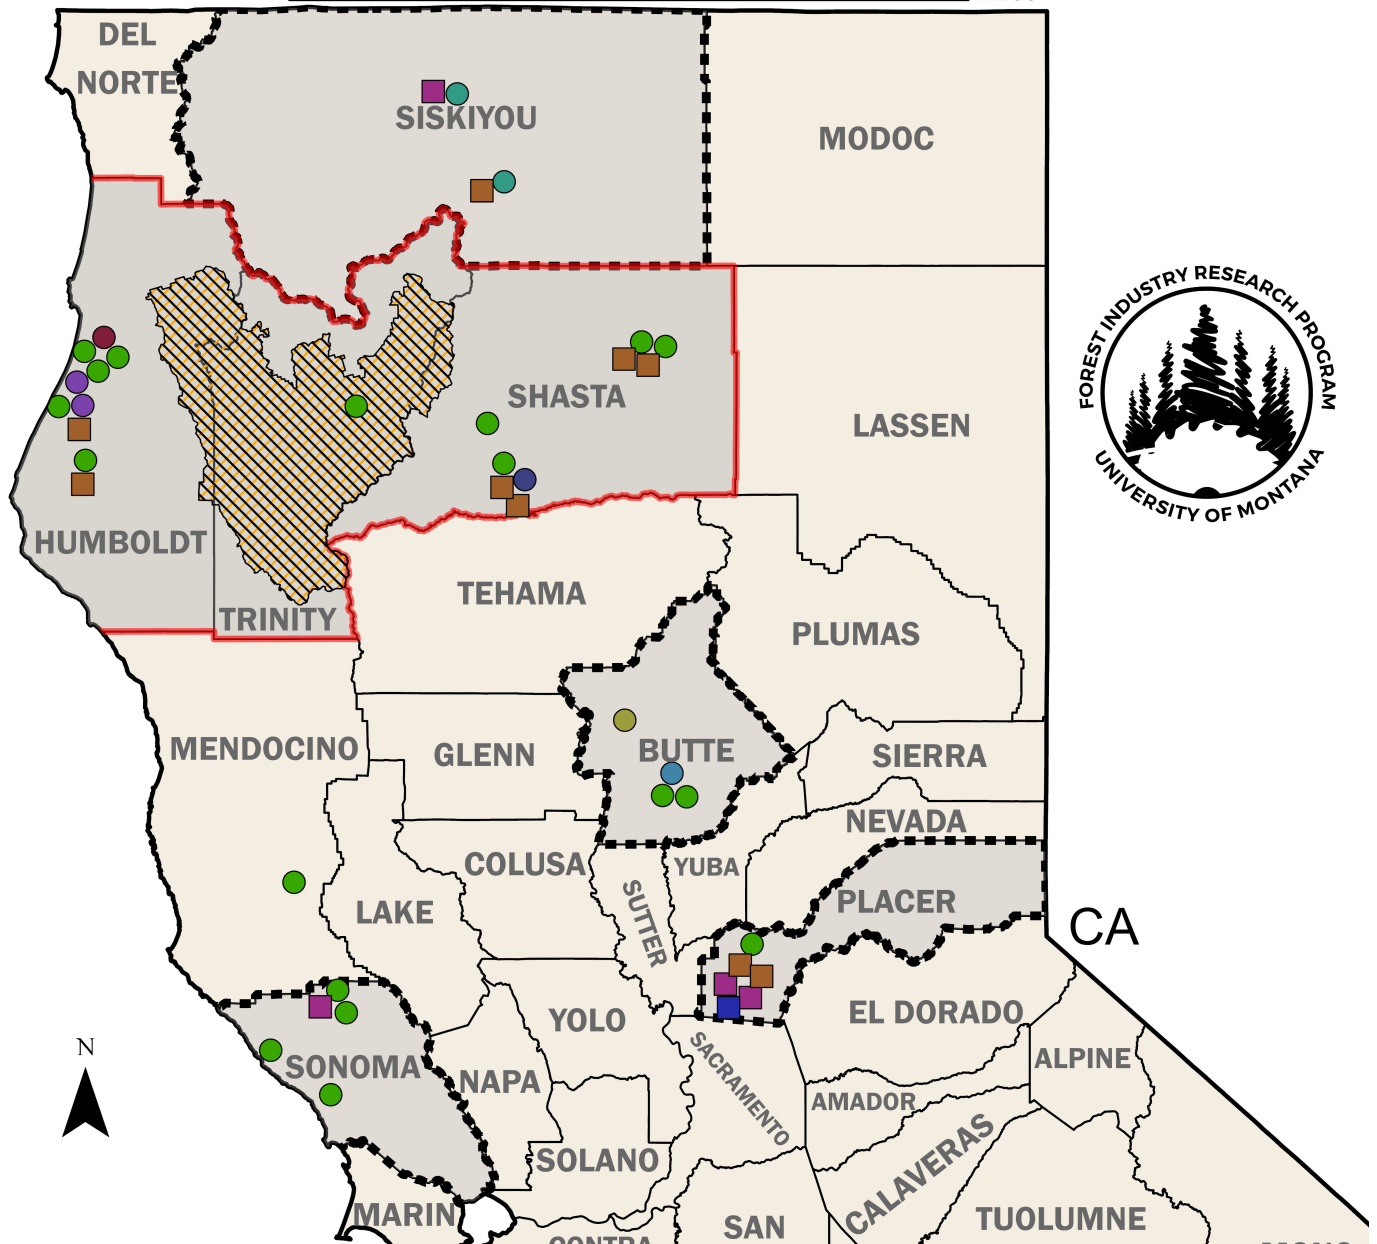 DEL
NORTE
SISKIYOU
MODOC
SHASTA
LASSEN
HUMBOLDT
TRINITY
TEHAMA
PLUMAS
MENDOCINO
GLENN
BUTTE
SIERRA
NEVADA
COLUSA
YUBA
LAKE
SUTTER
PLACER
CA
YOLO
EL DORADO
SACRAMENTO
SONOMA
NAPA
ALPINE
AMADOR
SOLANO
CALAVERAS
MARIN
SAN
TUOLUMNE
N
FOREST INDUSTRY RESEARCH PROGRAM
UNIVERSITY OF MONTANA